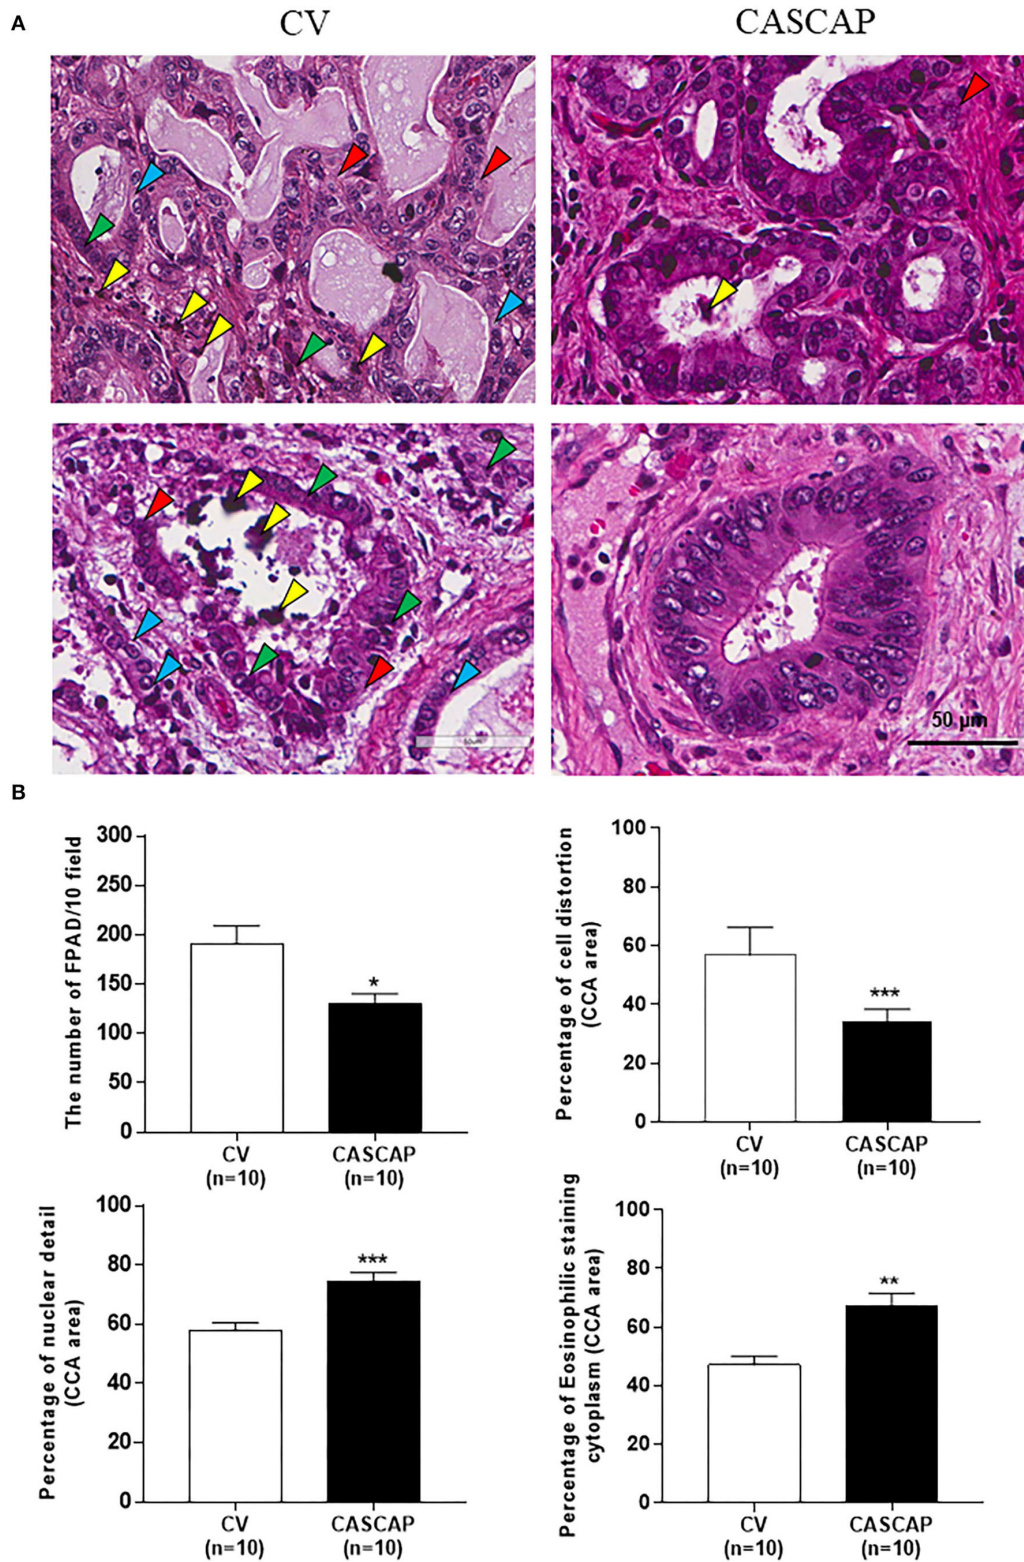 A
CV
CASCAP
50 µm
B
The number of FPAD/10 field
300
250
200
150
100
50
0
*
CV
(n=10)
CASCAP
(n=10)
Percentage of cell distortion
(CCA area)
100
80
60
40
20
0
***
CV
(n=10)
CASCAP
(n=10)
Percentage of nuclear detail
(CCA area)
100
80
60
40
20
0
***
CV
(n=10)
CASCAP
(n=10)
Percentage of Eosinophilic staining
cytoplasm (CCA area)
100
80
60
40
20
0
**
CV
(n=10)
CASCAP
(n=10)